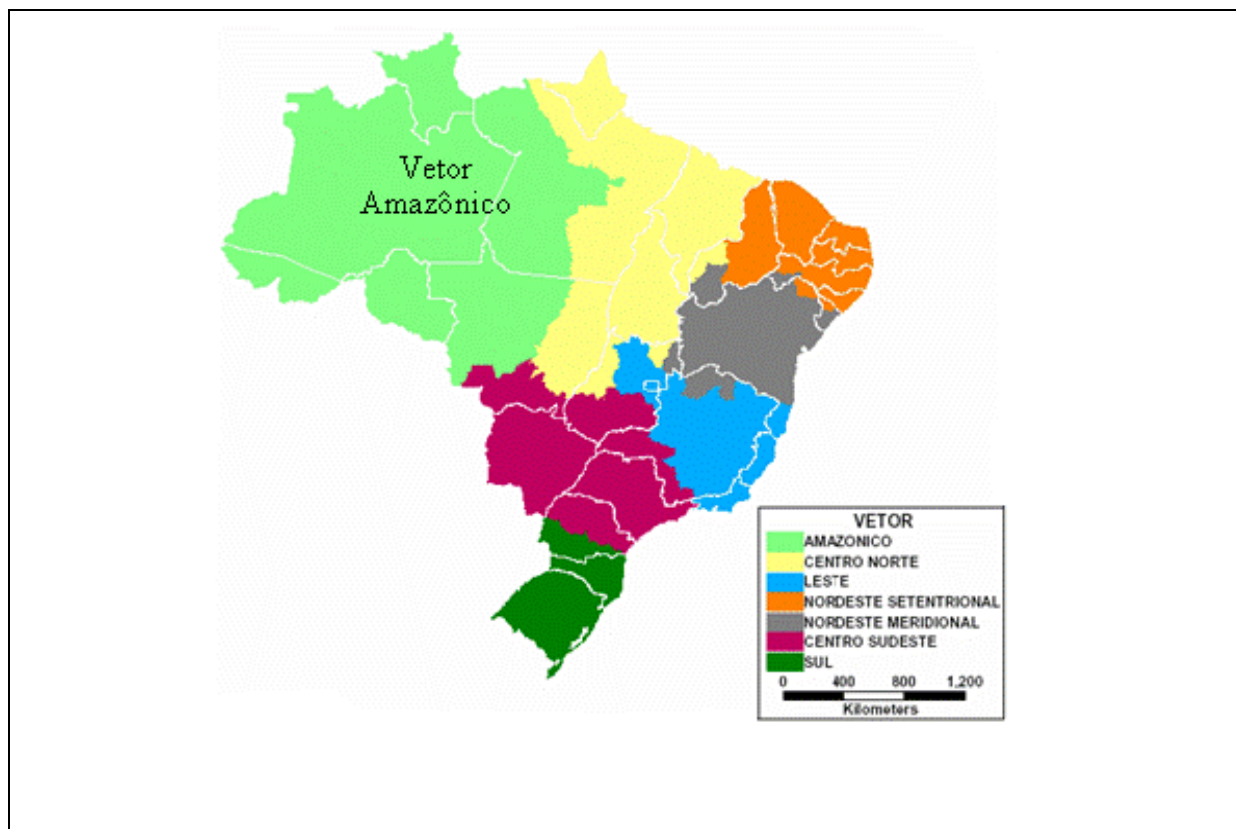 Vetor
Amazônico
VETOR
AMAZONICO
CENTRO NORTE
LESTE
NORDESTE SETENTRIONAL
NORDESTE MERIDIONAL
CENTRO SUDESTE
SUL
0 400 800 1,200
Kilometers